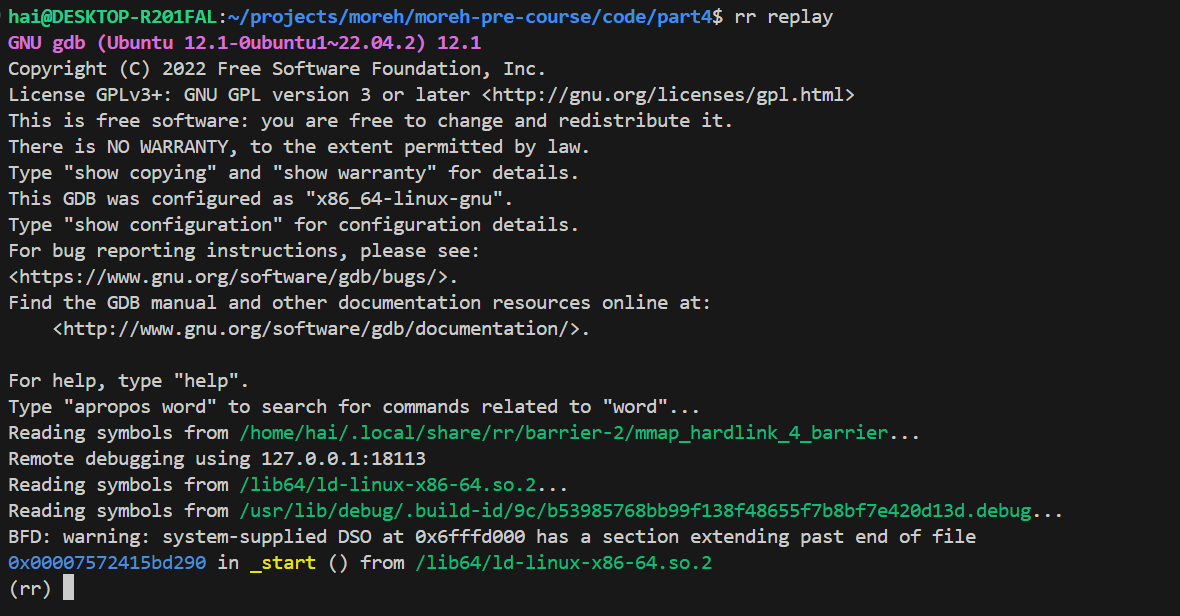 hai@DESKTOP-R201FAL:~/projects/moreh/moreh-pre-course/code/part4$ rr replay
GNU gdb (Ubuntu 12.1-0ubuntu1~22.04.2) 12.1
Copyright (C) 2022 Free Software Foundation, Inc.
License GPLv3+: GNU GPL version 3 or later <http://gnu.org/licenses/gpl.html>
This is free software: you are free to change and redistribute it.
There is NO WARRANTY, to the extent permitted by law.
Type "show copying" and "show warranty" for details.
This GDB was configured as "x86_64-linux-gnu".
Type "show configuration" for configuration details.
For bug reporting instructions, please see:
<https://www.gnu.org/software/gdb/bugs/>.
Find the GDB manual and other documentation resources online at:
    <http://www.gnu.org/software/gdb/documentation/>.

For help, type "help".
Type "apropos word" to search for commands related to "word"...
Reading symbols from /home/hai/.local/share/rr/barrier-2/mmap_hardlink_4_barrier...
Remote debugging using 127.0.0.1:18113
Reading symbols from /lib64/ld-linux-x86-64.so.2...
Reading symbols from /usr/lib/debug/.build-id/9c/b53985768bb99f138f48655f7b8bf7e420d13d.debug...
BFD: warning: system-supplied DSO at 0x6fffd000 has a section extending past end of file
0x00007572415bd290 in _start () from /lib64/ld-linux-x86-64.so.2
(rr)